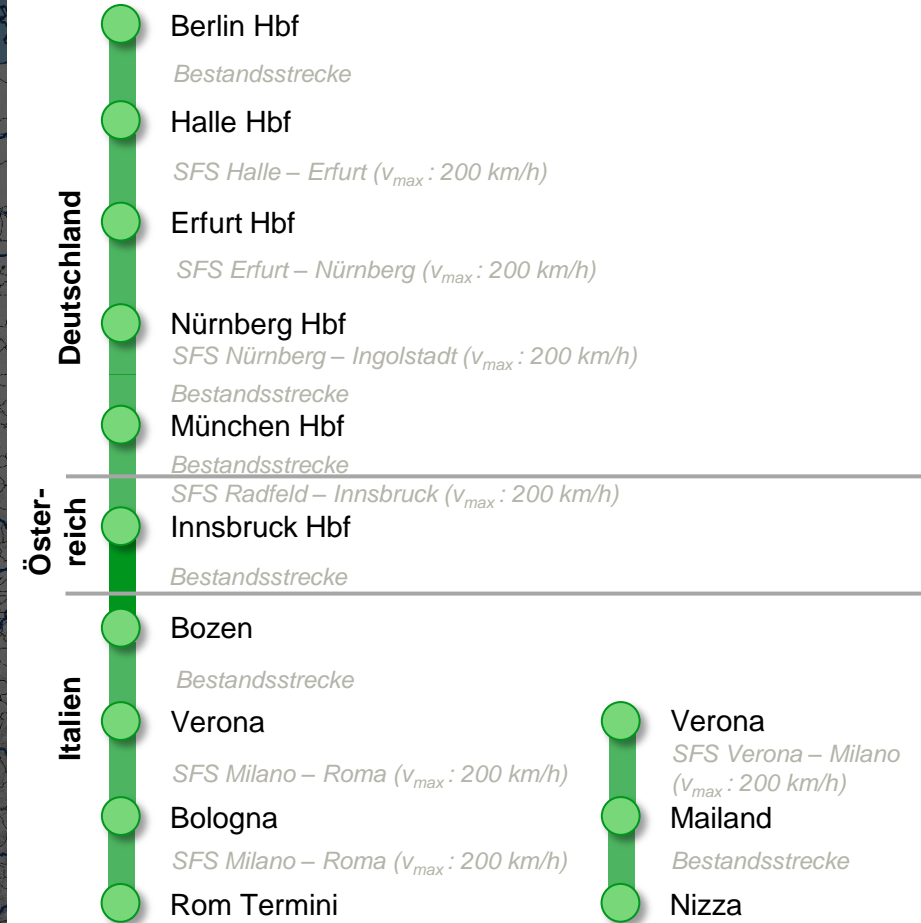 Berlin Hbf
Bestandsstrecke
Halle Hbf
SFS Halle – Erfurt (vmax : 200 km/h)
Deutschland
Erfurt Hbf
SFS Erfurt – Nürnberg (vmax : 200 km/h)
Nürnberg Hbf
SFS Nürnberg – Ingolstadt (vmax : 200 km/h)
Bestandsstrecke
München Hbf
Bestandsstrecke
Öster-
reich
SFS Radfeld – Innsbruck (vmax : 200 km/h)
Innsbruck Hbf
Bestandsstrecke
Italien
Bozen
Bestandsstrecke
Verona
SFS Milano – Roma (vmax : 200 km/h)
Bologna
SFS Milano – Roma (vmax : 200 km/h)
Rom Termini
Verona
SFS Verona – Milano
(vmax : 200 km/h)
Mailand
Bestandsstrecke
Nizza